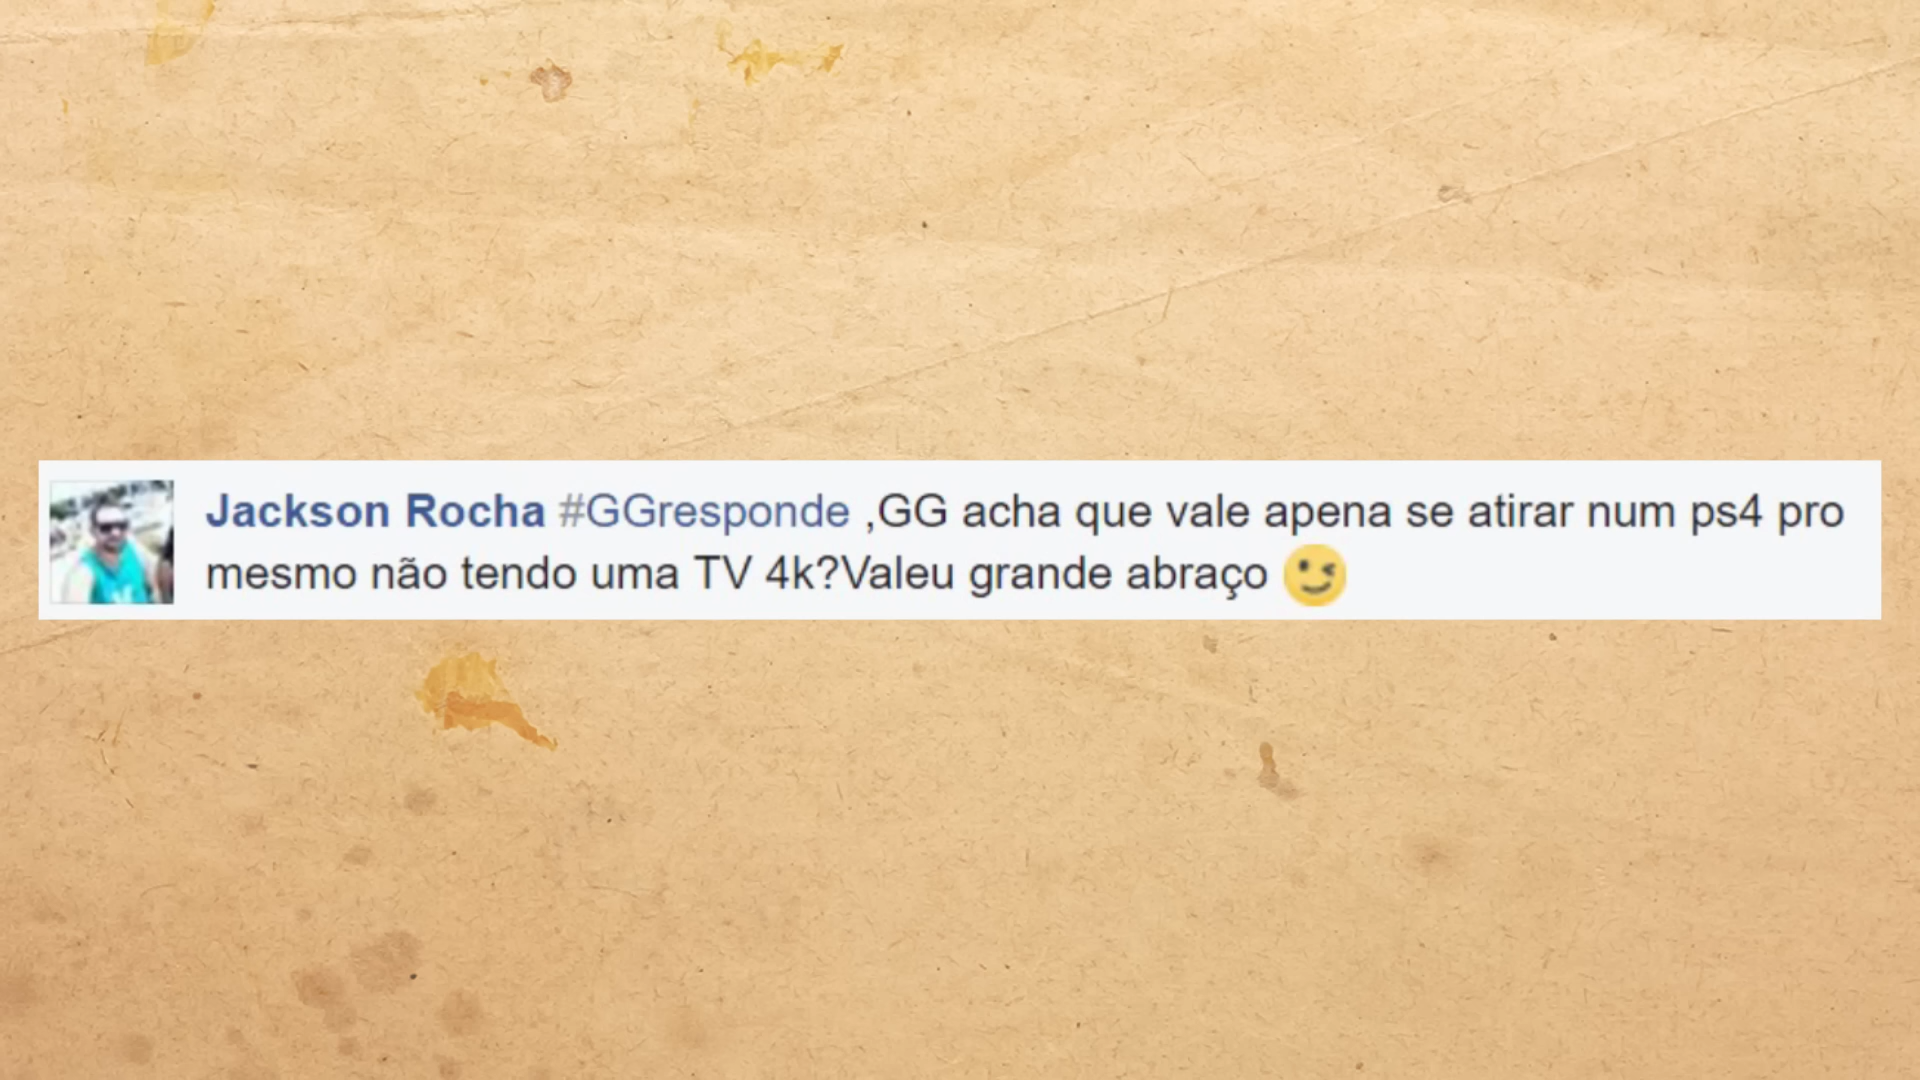 Jackson Rocha #GGresponde ,GG acha que vale apena se atirar num ps4 pro
mesmo não tendo uma TV 4k?Valeu grande abraço 😉